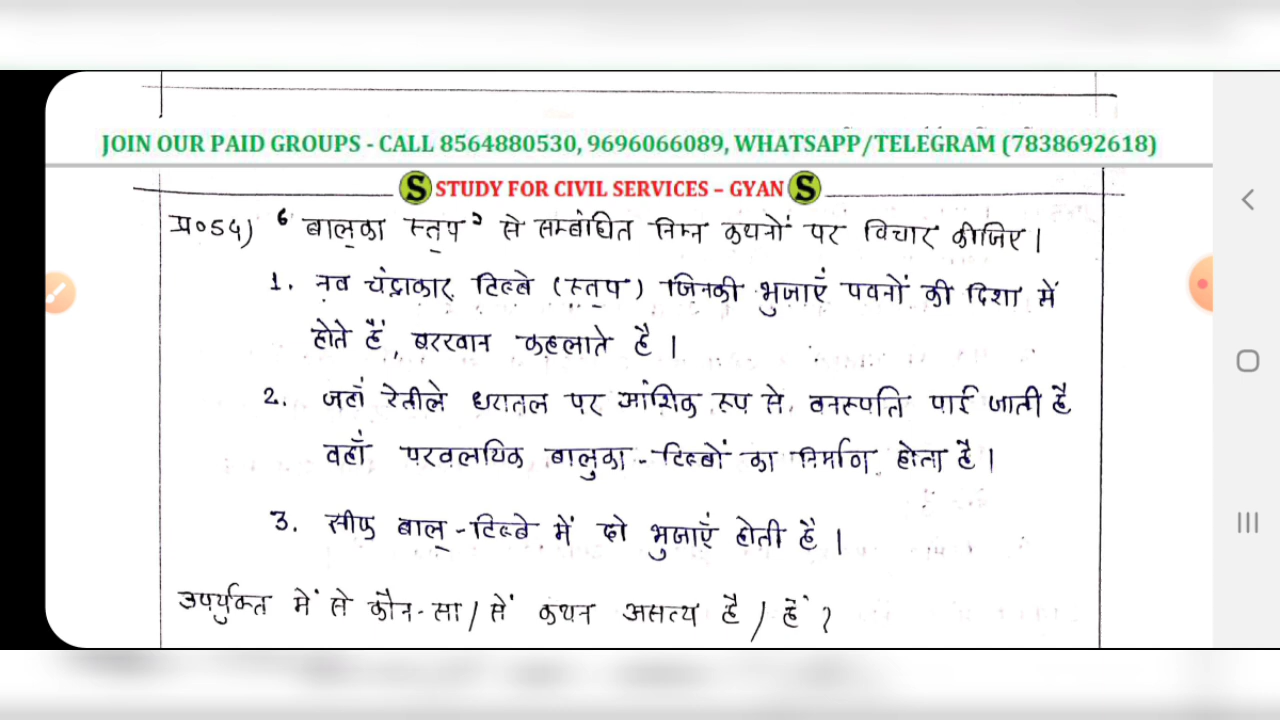 JOIN OUR PAID GROUPS - CALL 8564880530, 9696066089, WHATSAPP/TELEGRAM (7838692618)
S STUDY FOR CIVIL SERVICES – GYAN S
प्र०54) ‘बालूका स्तूप’ से सम्बंधित निम्न कथनों पर विचार कीजिए।
1. नव चंद्राकार टिब्बे (स्तूप) जिनकी भुजाएँ पवनों की दिशा में
होते हैं, बरखान कहलाते है।
2. जहाँ रेतीले धरातल पर आंशिक रूप से वनस्पति पाई जाती है
वहाँ परवलयिक बालुका-टिब्बों का निर्माण होता है।
3. सीफ बालू-टिब्बे में दो भुजाएँ होती हैं।
उपर्युक्त में से कौन-सा/से कथन असत्य है/हैं?